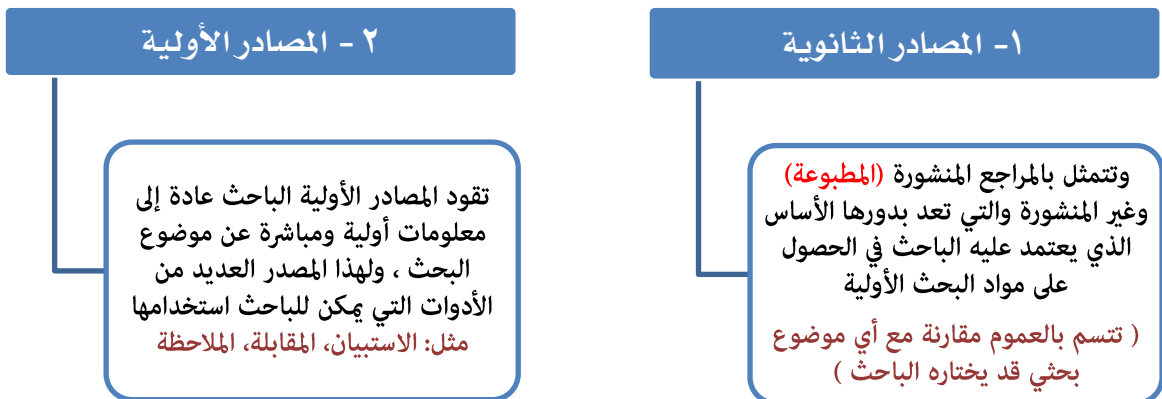 ١- المصادر الثانوية
وتتمثل بالمراجع المنشورة (المطبوعة)
وغير المنشورة والتي تعد بدورها الأساس
الذي يعتمد عليه الباحث في الحصول
على مواد البحث الأولية
( تتسم بالعموم مقارنة مع أي موضوع
بحثي قد يختاره الباحث )
٢ - المصادر الأولية
تقود المصادر الأولية الباحث عادة إلى
معلومات أولية ومباشرة عن موضوع
البحث ، ولهذا المصدر العديد من
الأدوات التي يمكن للباحث استخدامها
مثل: الاستبيان، المقابلة، الملاحظة